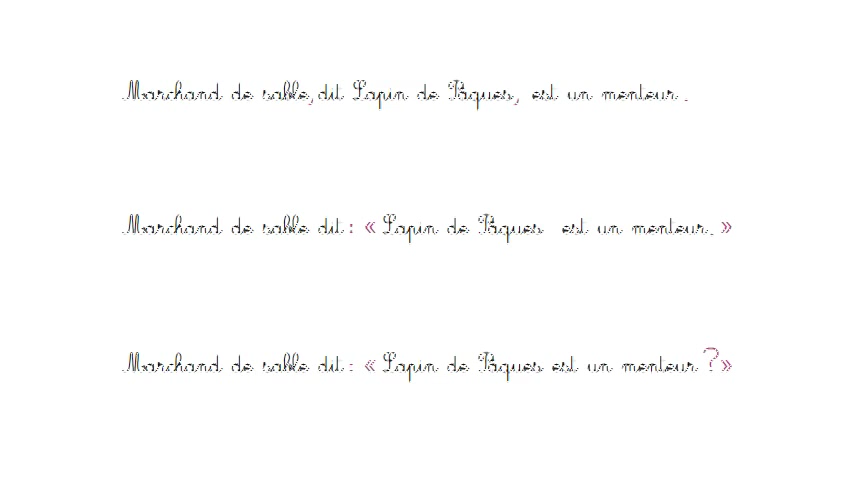 Marchand de sable, dit Lapin de Pâques, est un menteur.
Marchand de sable dit : « Lapin de Pâques est un menteur. »
Marchand de sable dit : « Lapin de Pâques est un menteur ? »